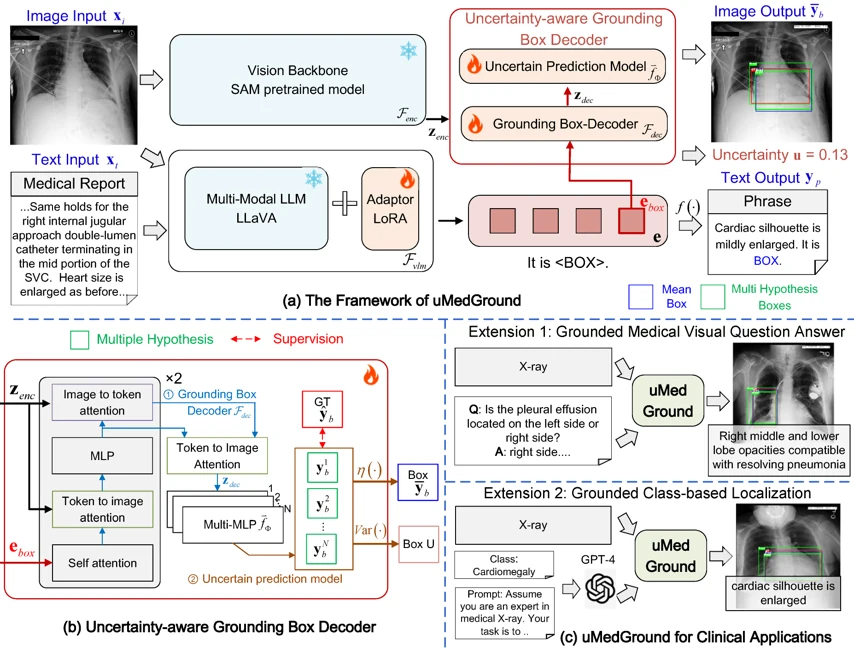 Image Input x_i
Vision Backbone
SAM pretrained model
F_enc
z_enc
Uncertainty-aware Grounding
Box Decoder
Uncertain Prediction Model f̄_Φ
z_dec
Grounding Box-Decoder F_dec
Image Output ȳ_b
Uncertainty u = 0.13
Text Input x_t
Medical Report
...Same holds for the
right internal jugular
approach double-lumen
catheter terminating in
the mid portion of the
SVC. Heart size is
enlarged as before...
Multi-Modal LLM
LLaVA
Adaptor
LoRA
F_vlm
e_box
e
It is <BOX>.
f(·)
Text Output y_p
Phrase
Cardiac silhouette is
mildly enlarged. It is
BOX.
(a) The Framework of uMedGround
Mean
Box
Multi Hypothesis
Boxes
Multiple Hypothesis
Supervision
z_enc
×2
Image to token
attention
MLP
Token to image
attention
Self attention
e_box
① Grounding Box
Decoder F_dec
Token to Image
Attention
z_dec
1
2
N
Multi-MLP f̄_Φ
② Uncertain prediction model
GT
ȳ_b
y_b^1
y_b^2
⋮
y_b^N
η(·)
Box
ȳ_b
Var(·)
Box U
(b) Uncertainty-aware Grounding Box Decoder
Extension 1: Grounded Medical Visual Question Answer
X-ray
Q: Is the pleural effusion
located on the left side or
right side?
A: right side....
uMed
Ground
Right middle and lower
lobe opacities compatible
with resolving pneumonia
Extension 2: Grounded Class-based Localization
X-ray
Class:
Cardiomegaly
Prompt: Assume
you are an expert in
medical X-ray. Your
task is to ..
GPT-4
uMed
Ground
cardiac silhouette is
enlarged
(c) uMedGround for Clinical Applications